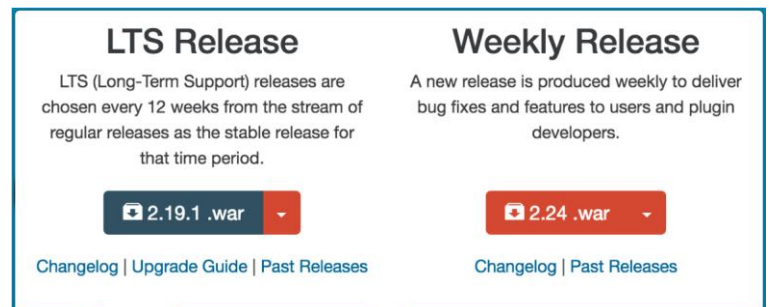 LTS Release
LTS (Long-Term Support) releases are
chosen every 12 weeks from the stream of
regular releases as the stable release for
that time period.
2.19.1 .war
Changelog | Upgrade Guide | Past Releases
Weekly Release
A new release is produced weekly to deliver
bug fixes and features to users and plugin
developers.
2.24 .war
Changelog | Past Releases